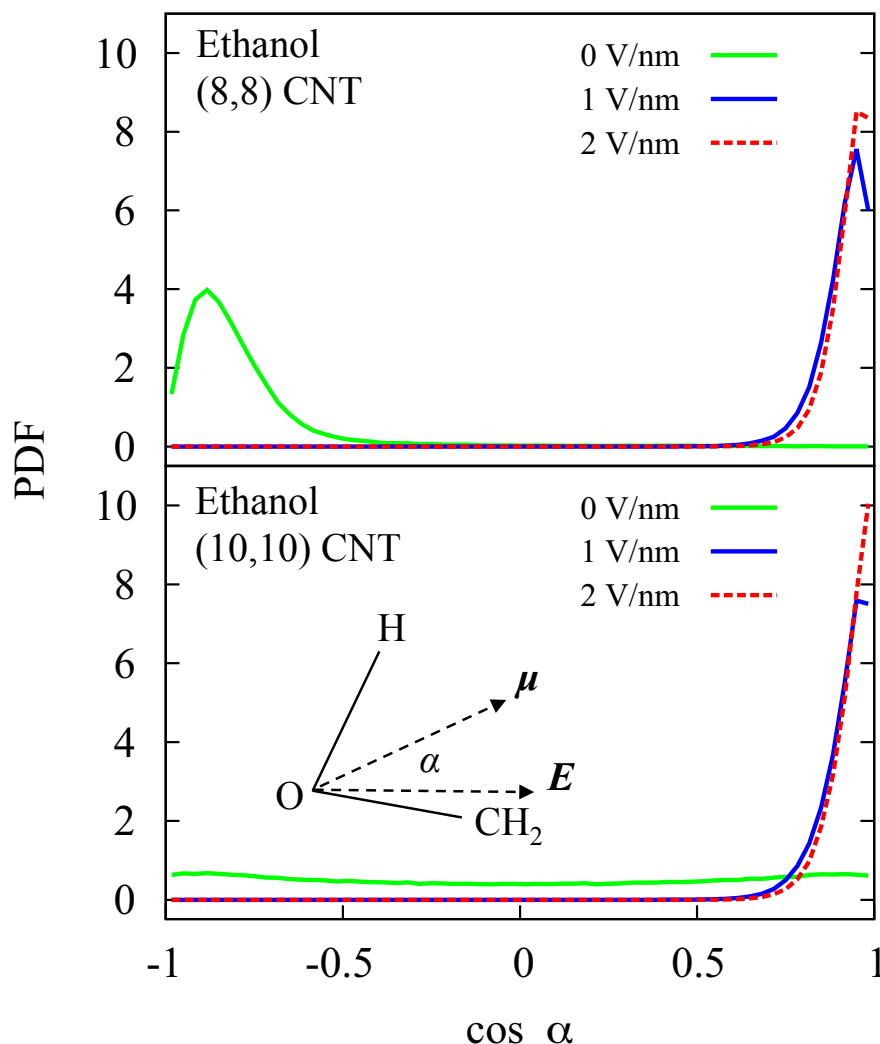 Ethanol
(8,8) CNT
0 V/nm
1 V/nm
2 V/nm
10
8
6
4
2
0
PDF
Ethanol
(10,10) CNT
0 V/nm
1 V/nm
2 V/nm
10
8
6
4
2
0
H
μ
α
O
E
CH2
-1 -0.5 0 0.5 1
cos α